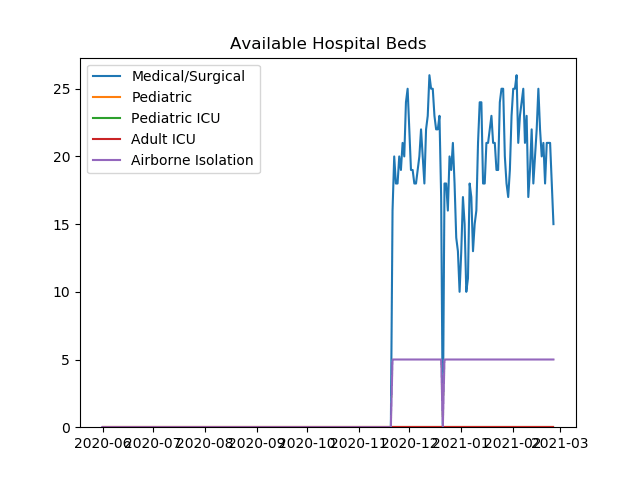 Available Hospital Beds
Medical/Surgical
Pediatric
Pediatric ICU
Adult ICU
Airborne Isolation
25
20
15
10
5
0
2020-06 2020-07 2020-08 2020-09 2020-10 2020-11 2020-12 2021-01 2021-02 2021-03